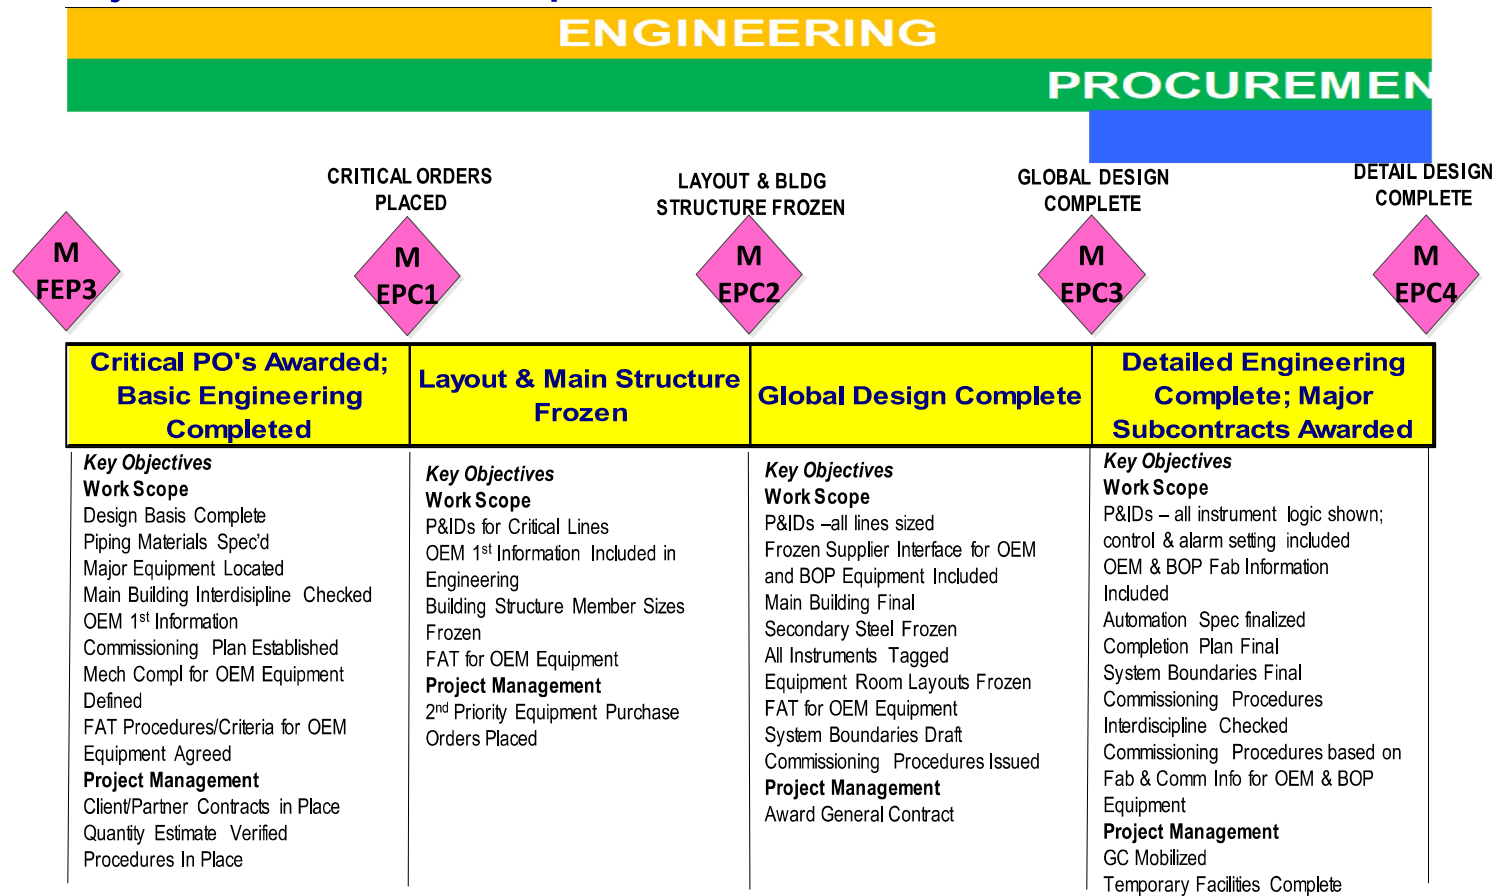 ENGINEERING
PROCUREMEN
CRITICAL ORDERS
PLACED
LAYOUT & BLDG
STRUCTURE FROZEN
GLOBAL DESIGN
COMPLETE
DETAIL DESIGN
COMPLETE
M
FEP3
M
EPC1
M
EPC2
M
EPC3
M
EPC4
Critical PO's Awarded;
Basic Engineering
Completed
Layout & Main Structure
Frozen
Global Design Complete
Detailed Engineering
Complete; Major
Subcontracts Awarded
Key Objectives
Work Scope
Design Basis Complete
Piping Materials Spec'd
Major Equipment Located
Main Building Interdisipline Checked
OEM 1st Information
Commissioning Plan Established
Mech Compl for OEM Equipment
Defined
FAT Procedures/Criteria for OEM
Equipment Agreed
Project Management
Client/Partner Contracts in Place
Quantity Estimate Verified
Procedures In Place
Key Objectives
Work Scope
P&IDs for Critical Lines
OEM 1st Information Included in
Engineering
Building Structure Member Sizes
Frozen
FAT for OEM Equipment
Project Management
2nd Priority Equipment Purchase
Orders Placed
Key Objectives
Work Scope
P&IDs –all lines sized
Frozen Supplier Interface for OEM
and BOP Equipment Included
Main Building Final
Secondary Steel Frozen
All Instruments Tagged
Equipment Room Layouts Frozen
FAT for OEM Equipment
System Boundaries Draft
Commissioning Procedures Issued
Project Management
Award General Contract
Key Objectives
Work Scope
P&IDs – all instrument logic shown;
control & alarm setting included
OEM & BOP Fab Information
Included
Automation Spec finalized
Completion Plan Final
System Boundaries Final
Commissioning Procedures
Interdiscipline Checked
Commissioning Procedures based on
Fab & Comm Info for OEM & BOP
Equipment
Project Management
GC Mobilized
Temporary Facilities Complete